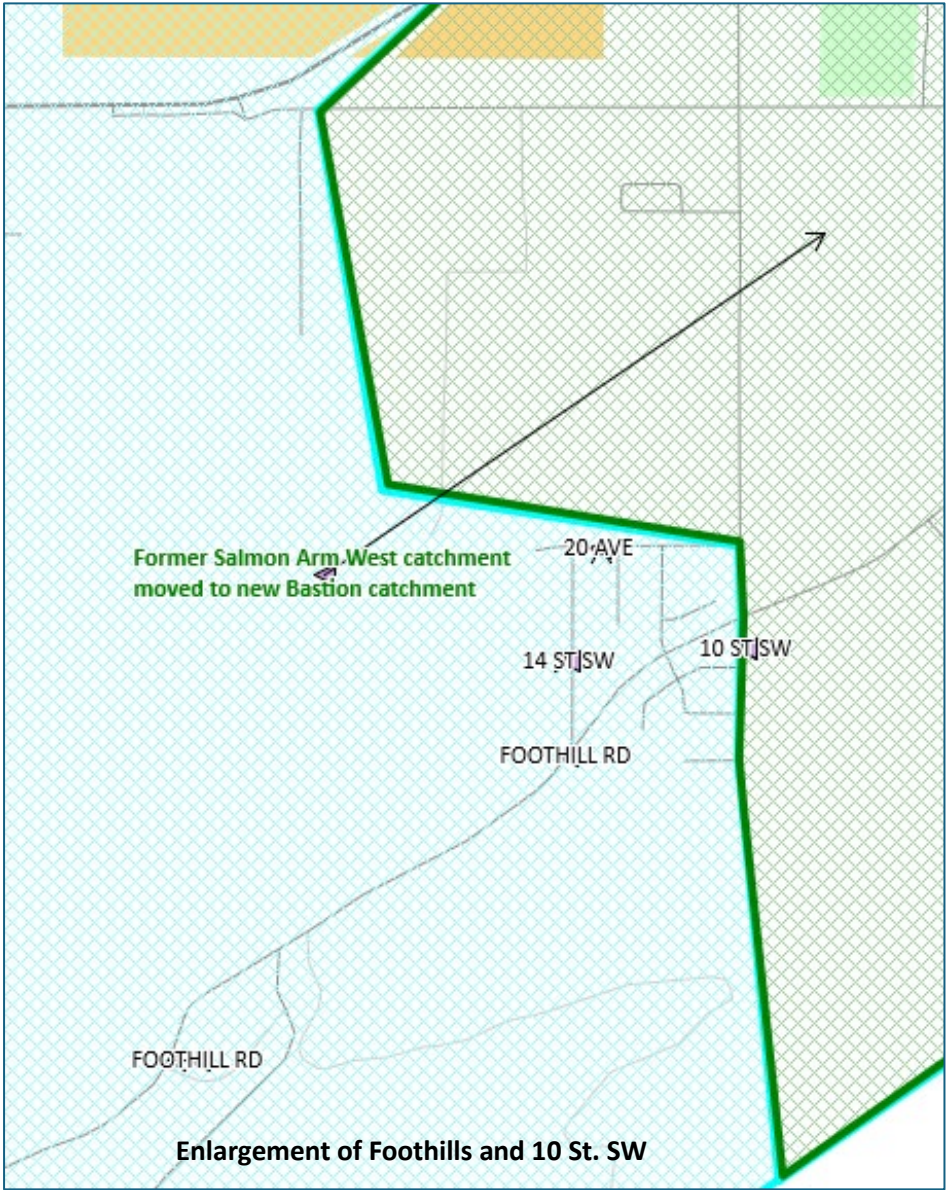 Former Salmon Arm West catchment
moved to new Bastion catchment
20 AVE
14 ST SW
10 ST SW
FOOTHILL RD
FOOTHILL RD
Enlargement of Foothills and 10 St. SW